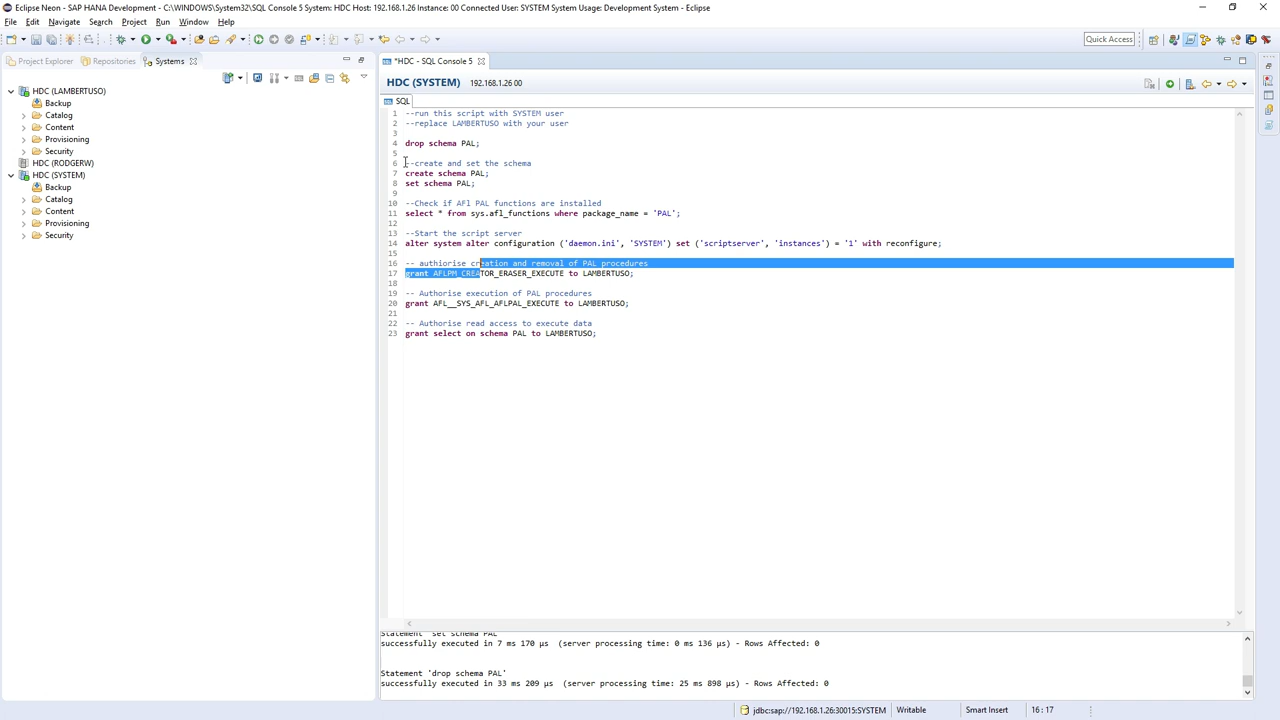 Eclipse Neon - SAP HANA Development - C:\WINDOWS\System32\SQL Console 5 System: HDC Host: 192.168.1.26 Instance: 00 Connected User: SYSTEM System Usage: Development System - Eclipse
File Edit Navigate Search Project Run Window Help
Quick Access
Project Explorer Repositories Systems
*HDC - SQL Console 5
HDC (SYSTEM) 192.168.1.26 00
SQL
HDC (LAMBERTUSO)
Backup
Catalog
Content
Provisioning
Security
HDC (RODGERW)
HDC (SYSTEM)
Backup
Catalog
Content
Provisioning
Security
1 --run this script with SYSTEM user
2 --replace LAMBERTUSO with your user
3
4 drop schema PAL;
5
6 --create and set the schema
7 create schema PAL;
8 set schema PAL;
9
10 --Check if AFl PAL functions are installed
11 select * from sys.afl_functions where package_name = 'PAL';
12
13 --Start the script server
14 alter system alter configuration ('daemon.ini', 'SYSTEM') set ('scriptserver', 'instances') = '1' with reconfigure;
15
16 -- authiorise creation and removal of PAL procedures
17 grant AFLPM_CREATOR_ERASER_EXECUTE to LAMBERTUSO;
18
19 -- Authorise execution of PAL procedures
20 grant AFL__SYS_AFL_AFLPAL_EXECUTE to LAMBERTUSO;
21
22 -- Authorise read access to execute data
23 grant select on schema PAL to LAMBERTUSO;
Statement 'set schema PAL'
successfully executed in 7 ms 170 µs (server processing time: 0 ms 136 µs) - Rows Affected: 0
Statement 'drop schema PAL'
successfully executed in 33 ms 209 µs (server processing time: 25 ms 898 µs) - Rows Affected: 0
jdbc:sap://192.168.1.26:30015:SYSTEM Writable Smart Insert 16 : 17